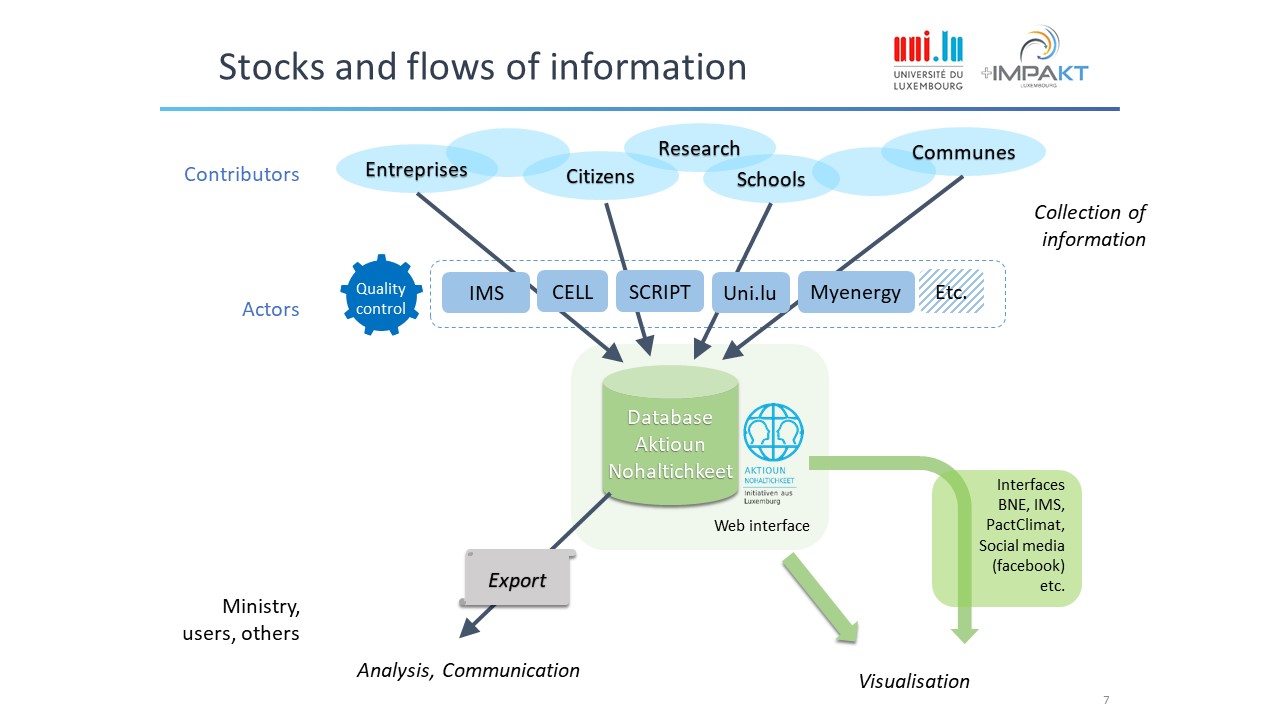 Stocks and flows of information
uni.lu
UNIVERSITÉ DU
LUXEMBOURG
+IMPAKT
LUXEMBOURG
Contributors
Entreprises
Citizens
Research
Schools
Communes
Collection of
information
Actors
Quality
control
IMS
CELL
SCRIPT
Uni.lu
Myenergy
Etc.
Database
Aktioun
Nohaltichkeet
AKTIOUN
NOHALTICHKEET
Initiativen aus
Luxemburg
Web interface
Interfaces
BNE, IMS,
PactClimat,
Social media
(facebook)
etc.
Export
Ministry,
users, others
Analysis, Communication
Visualisation
7